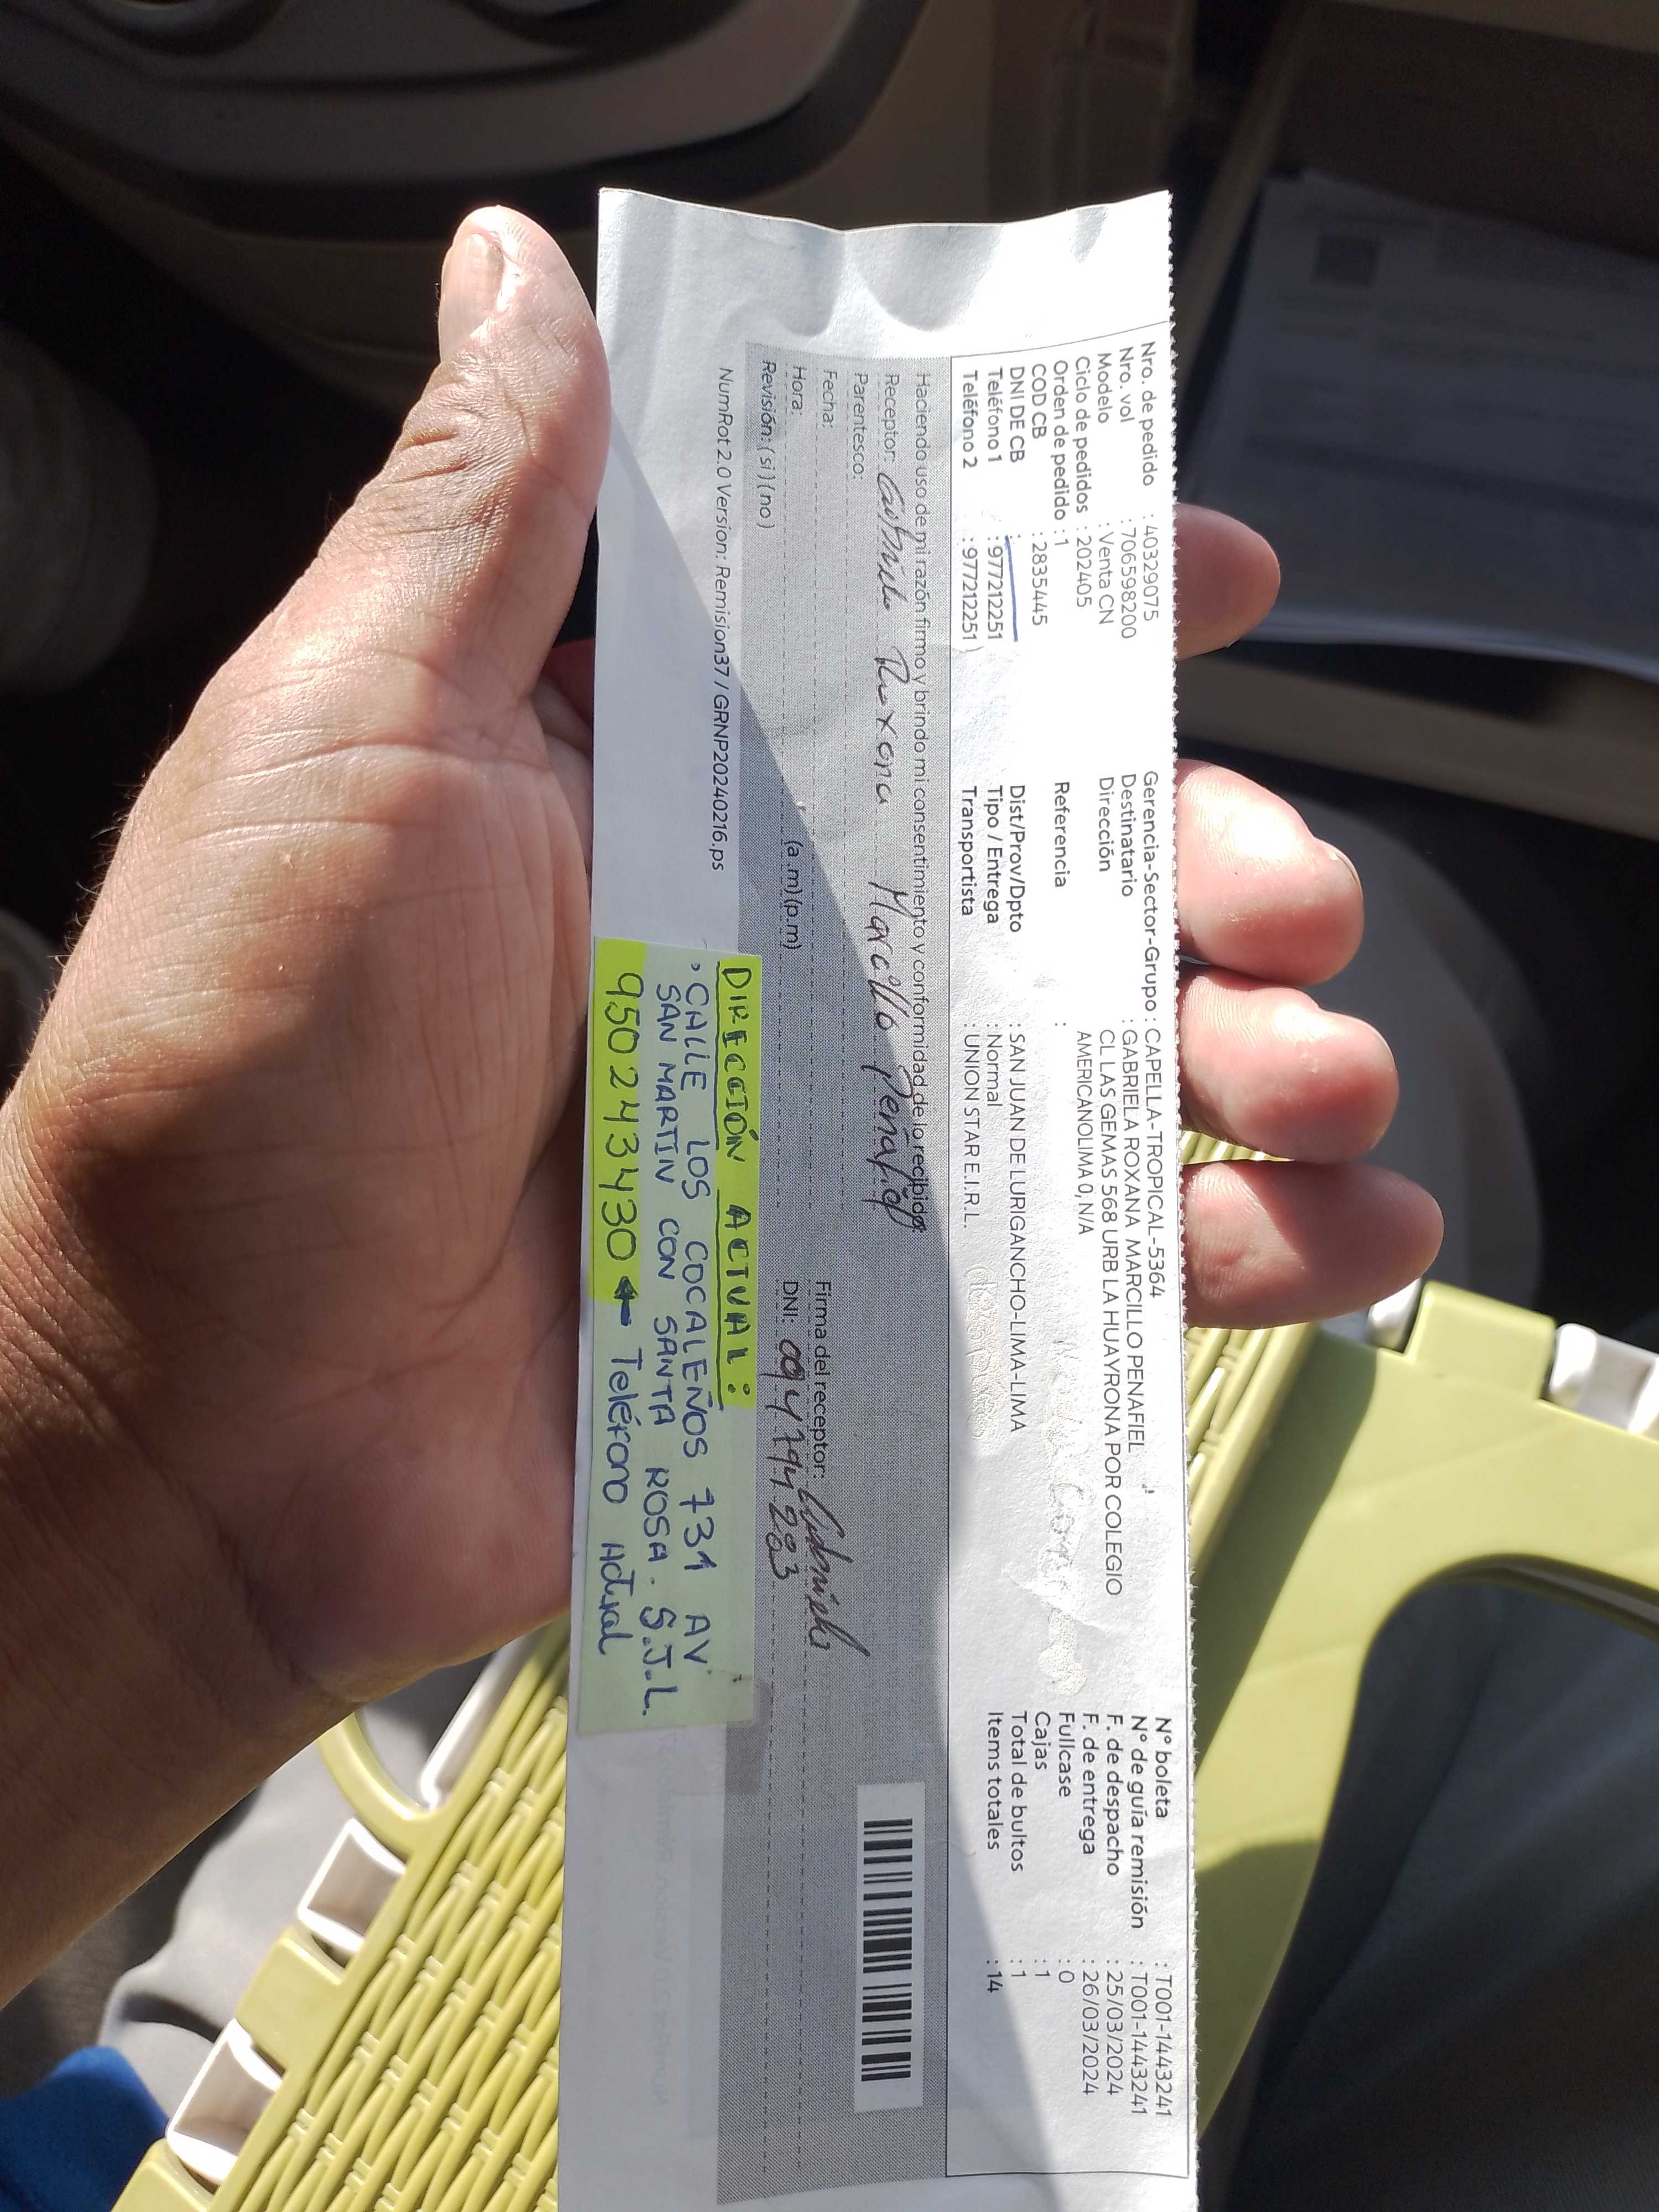 Nro. de pedido : 40329075
Nro. vol : 706598200
Modelo : Venta CN
Ciclo de pedidos : 202405
Orden de pedido : 1
COD CB : 2835445
DNI DE CB :
Teléfono 1 : 977212251
Teléfono 2 : 977212251
Gerencia-Sector-Grupo : CAPELLA-TROPICAL-5364
Destinatario : GABRIELA ROXANA MARCILLO PENAFIEL
Dirección CL LAS GEMAS 568 URB LA HUAYRONA POR COLEGIO
AMERICANOLIMA 0, N/A
Referencia :
Dist/Prov/Dpto : SAN JUAN DE LURIGANCHO-LIMA-LIMA
Tipo / Entrega : Normal
Transportista : UNION STAR E.I.R.L.
N° boleta : T001-1443241
N° de guía remisión : T001-1443241
F. de despacho : 25/03/2024
F. de entrega : 26/03/2024
Fullcase : 0
Cajas : 1
Total de bultos : 1
Items totales : 14
Haciendo uso de mi razón firmo y brindo mi consentimiento y conformidad de lo recibido:
Receptor: Gabriela Roxana Marcillo Peñafiel
Parentesco:
Fecha:
Hora: (a .m) (p.m)
Revisión: ( si ) ( no )
Firma del receptor: Gabriela
DNI:
NumRot 2.0 Version: Remision37 / GRNP20240216.ps
DIRECCIÓN ACTUAL:
• CALLE LOS COCALEÑOS 731 AV
SAN MARTIN CON SANTA ROSA. S.J.L.
950243430 ← Teléfono Actual